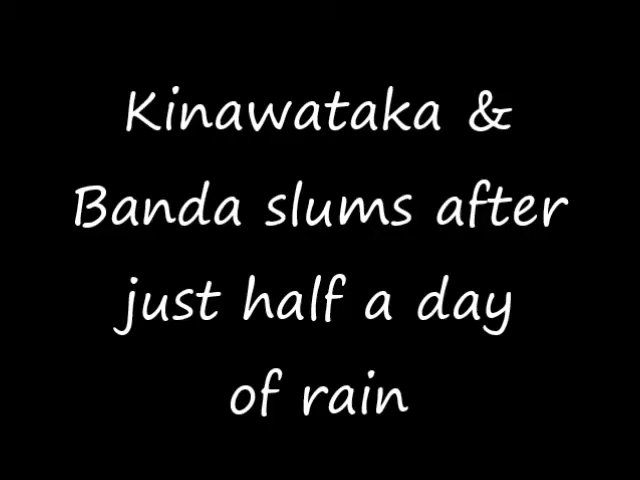 Kinawataka &
Banda slums after
just half a day
of rain